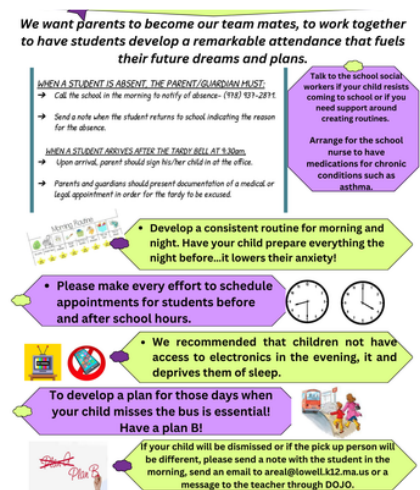 We want parents to become our team mates, to work together
to have students develop a remarkable attendance that fuels
their future dreams and plans.
WHEN A STUDENT IS ABSENT, THE PARENT/GUARDIAN MUST:
→ Call the school in the morning to notify of absence- (978) 937-2871.
→ Send a note when the student returns to school indicating the reason
for the absence.
WHEN A STUDENT ARRIVES AFTER THE TARDY BELL AT 9:30am,
→ Upon arrival, parent should sign his/her child in at the office.
→ Parents and guardians should present documentation of a medical or
legal appointment in order for the tardy to be excused.
Talk to the school social
workers if your child resists
coming to school or if you
need support around
creating routines.
Arrange for the school
nurse to have
medications for chronic
conditions such as
asthma.
Morning Routine
• Develop a consistent routine for morning and
night. Have your child prepare everything the
night before...it lowers their anxiety!
• Please make every effort to schedule
appointments for students before
and after school hours.
• We recommended that children not have
access to electronics in the evening, it and
deprives them of sleep.
To develop a plan for those days when
your child misses the bus is essential!
Have a plan B!
Plan A
Plan B
If your child will be dismissed or if the pick up person will
be different, please send a note with the student in the
morning, send an email to areal@lowell.k12.ma.us or a
message to the teacher through DOJO.